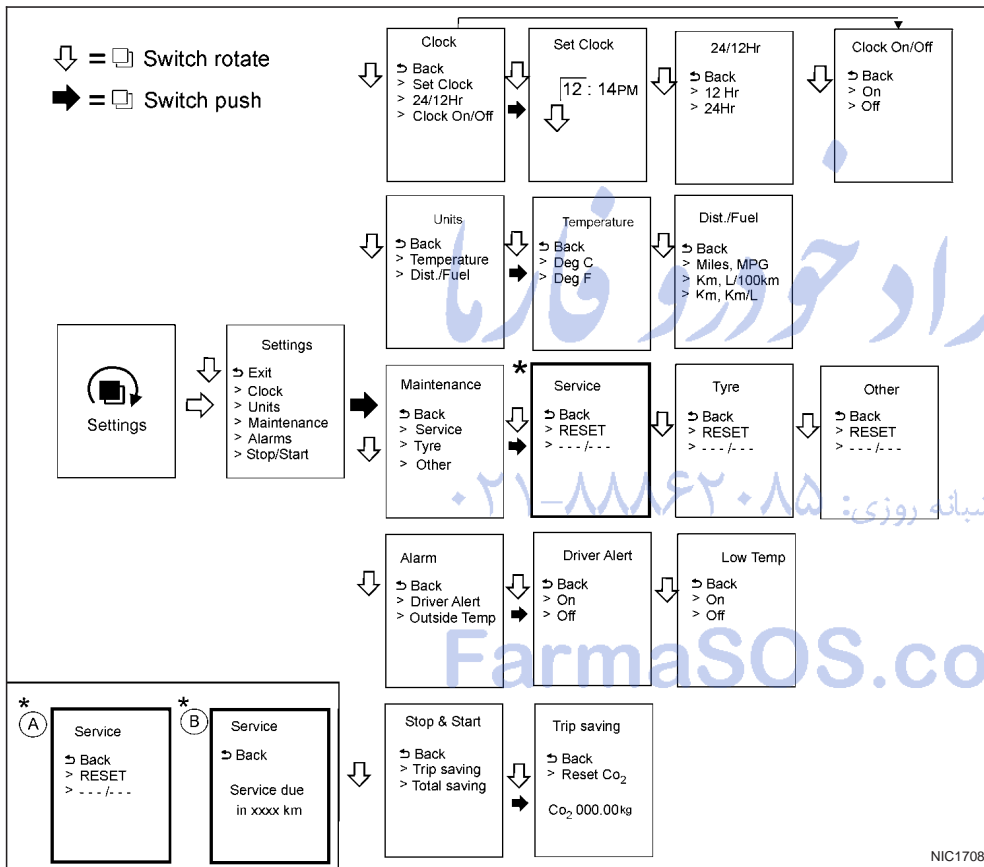 = Switch rotate
= Switch push
Clock
Back
> Set Clock
> 24/12Hr
> Clock On/Off
Set Clock
12 : 14PM
24/12Hr
Back
> 12 Hr
> 24Hr
Clock On/Off
Back
> On
> Off
Units
Back
> Temperature
> Dist./Fuel
Temperature
Back
> Deg C
> Deg F
Dist./Fuel
Back
> Miles, MPG
> Km, L/100km
> Km, Km/L
راد خودرو فارما
Settings
Settings
Exit
> Clock
> Units
> Maintenance
> Alarms
> Stop/Start
Maintenance
Back
> Service
> Tyre
> Other
*
Service
Back
> RESET
> - - - /- - -
Tyre
Back
> RESET
> - - - /- - -
Other
Back
> RESET
> - - - /- - -
شبانه روزی: ۰۲۱-۸۸۸۶۲۰۸۵
Alarm
Back
> Driver Alert
> Outside Temp
Driver Alert
Back
> On
> Off
Low Temp
Back
> On
> Off
FarmaSOS.co
* A
Service
Back
> RESET
> - - - /- - -
* B
Service
Back
Service due
in xxxx km
Stop & Start
Back
> Trip saving
> Total saving
Trip saving
Back
> Reset Co2
Co2 000.00kg
NIC1708